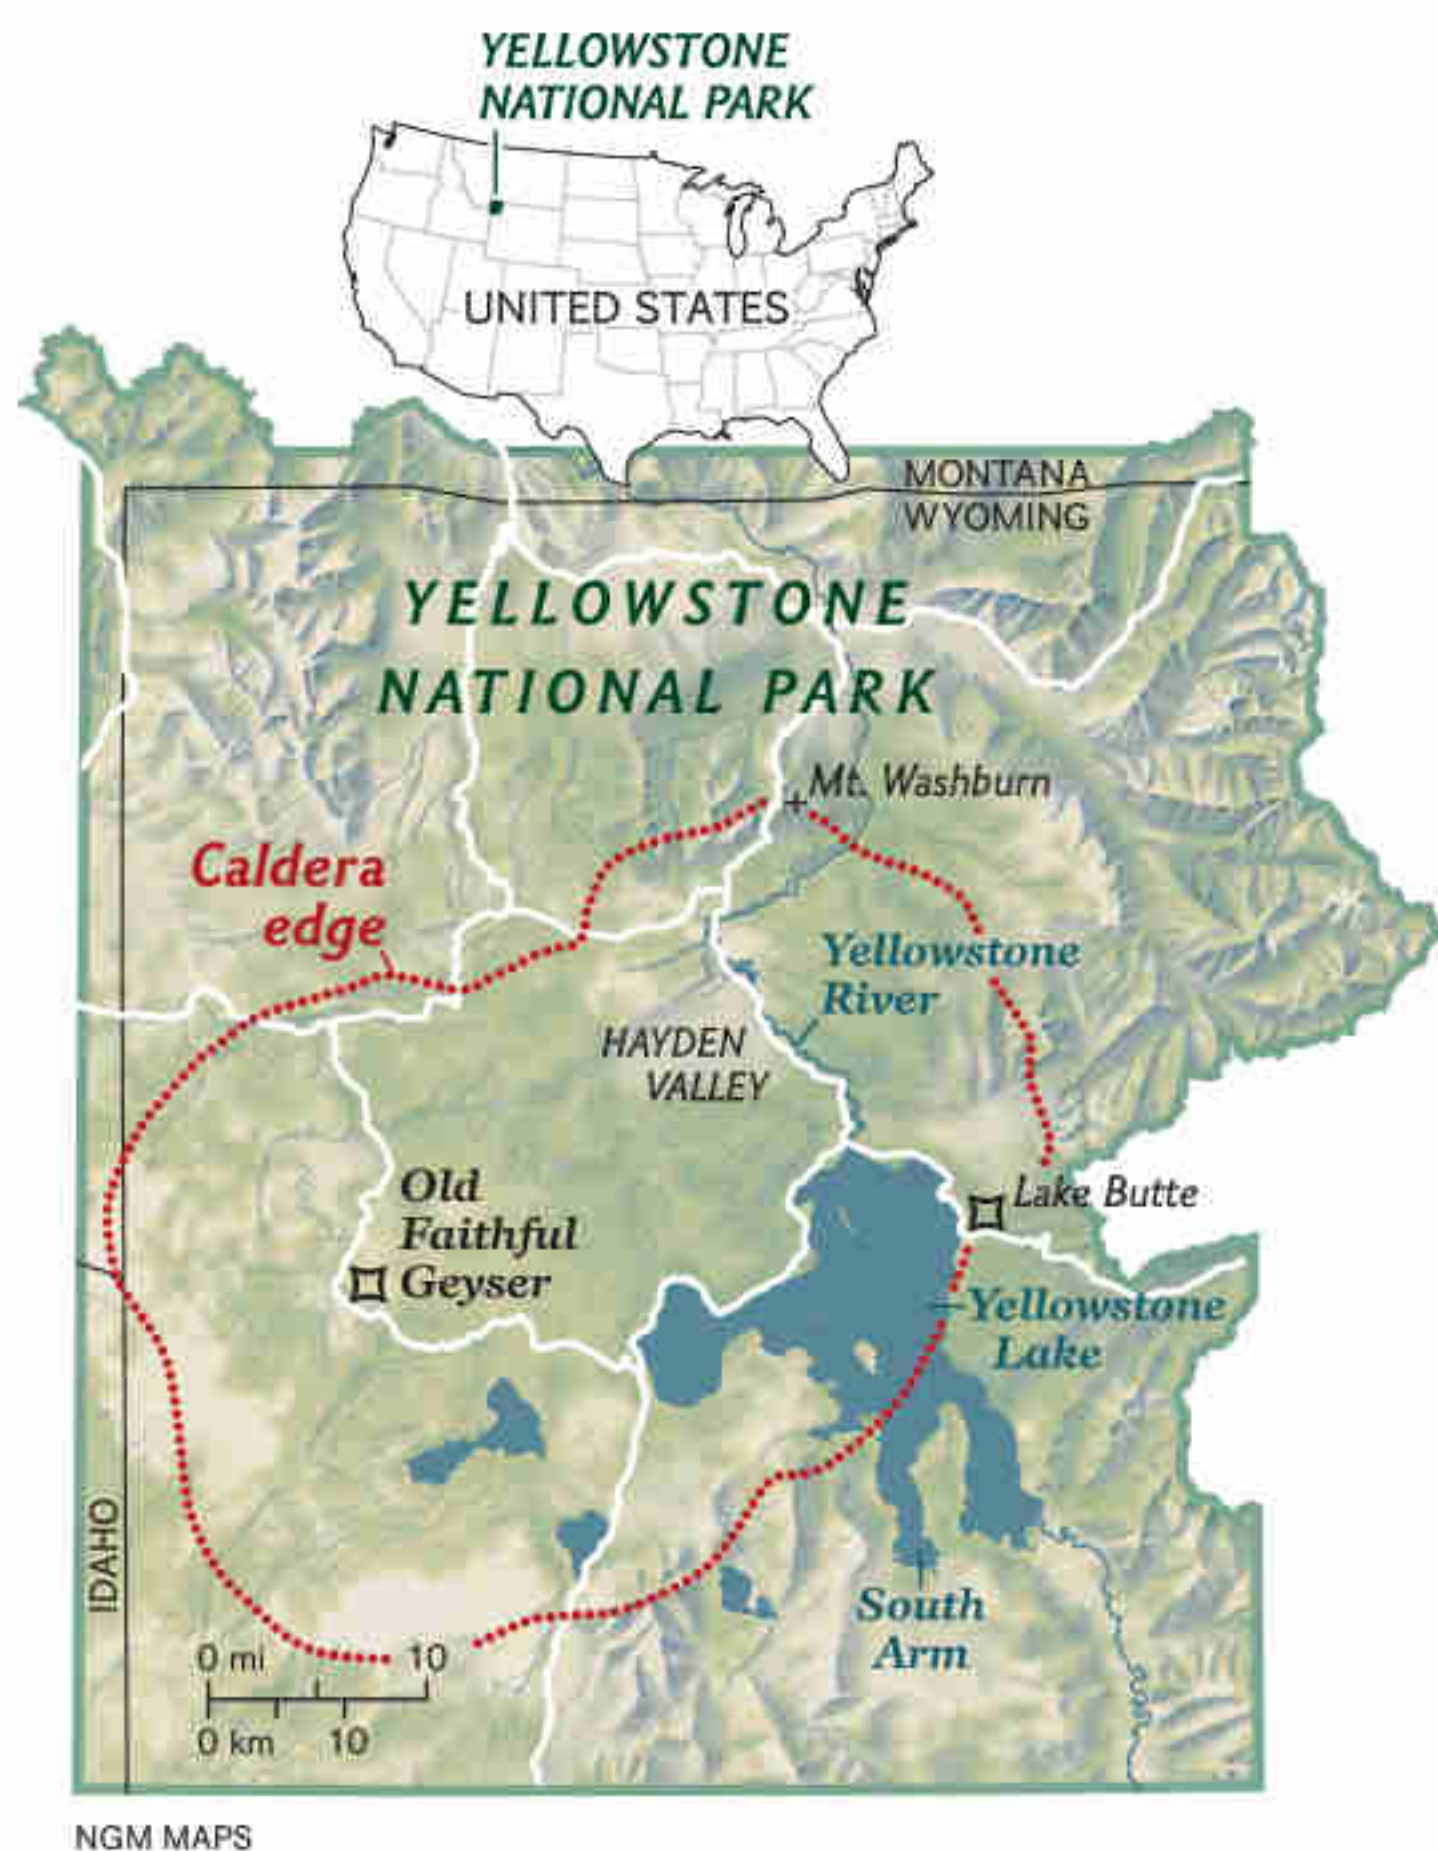 YELLOWSTONE
NATIONAL PARK
UNITED STATES
MONTANA
WYOMING
YELLOWSTONE
NATIONAL PARK
Mt. Washburn
Caldera
edge
Yellowstone
River
HAYDEN
VALLEY
Old
Faithful
Geyser
Lake Butte
Yellowstone
Lake
IDAHO
South
Arm
0 mi 10
0 km 10
NGM MAPS